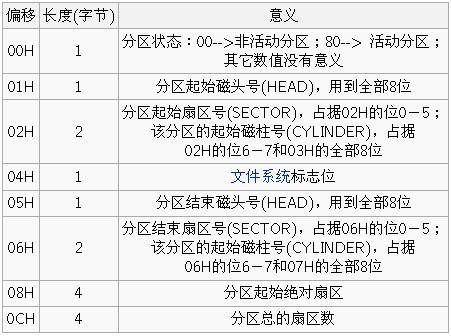 偏移 长度(字节) 意义
00H 1 分区状态：00-->非活动分区；80--> 活动分区；
其它数值没有意义
01H 1 分区起始磁头号(HEAD)，用到全部8位
02H 2 分区起始扇区号(SECTOR)，占据02H的位0－5；
该分区的起始磁柱号(CYLINDER)，占据
02H的位6－7和03H的全部8位
04H 1 文件系统标志位
05H 1 分区结束磁头号(HEAD)，用到全部8位
06H 2 分区结束扇区号(SECTOR)，占据06H的位0－5；
该分区的起始磁柱号(CYLINDER)，占据
06H的位6－7和07H的全部8位
08H 4 分区起始绝对扇区
0CH 4 分区总的扇区数